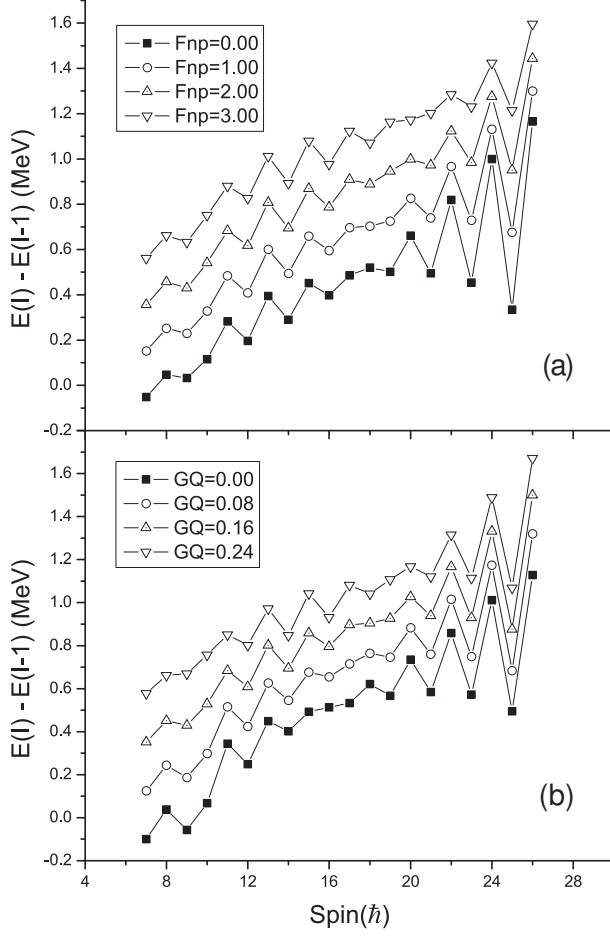 1.6
1.4
1.2
1.0
0.8
0.6
0.4
0.2
0.0
-0.2
E(I) - E(I-1) (MeV)
Fnp=0.00
Fnp=1.00
Fnp=2.00
Fnp=3.00
(a)
1.6
1.4
1.2
1.0
0.8
0.6
0.4
0.2
0.0
-0.2
E(I) - E(I-1) (MeV)
GQ=0.00
GQ=0.08
GQ=0.16
GQ=0.24
(b)
4 8 12 16 20 24 28
Spin(ℏ)